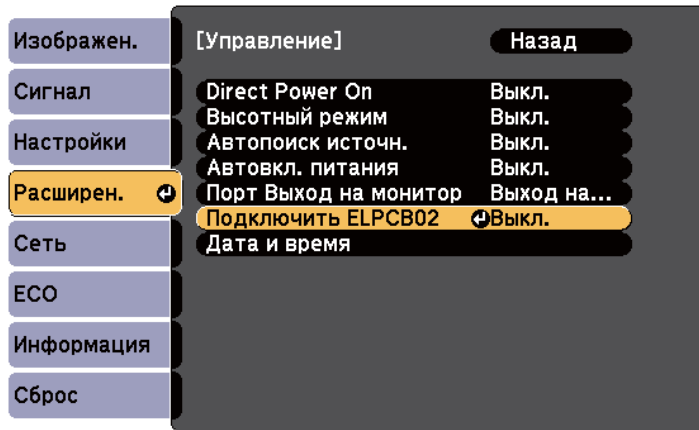 Изображен.
Сигнал
Настройки
Расширен.
Сеть
ECO
Информация
Сброс
[Управление] Назад
Direct Power On Выкл.
Высотный режим Выкл.
Автопоиск источн. Выкл.
Автовкл. питания Выкл.
Порт Выход на монитор Выход на...
Подключить ELPCB02 Выкл.
Дата и время